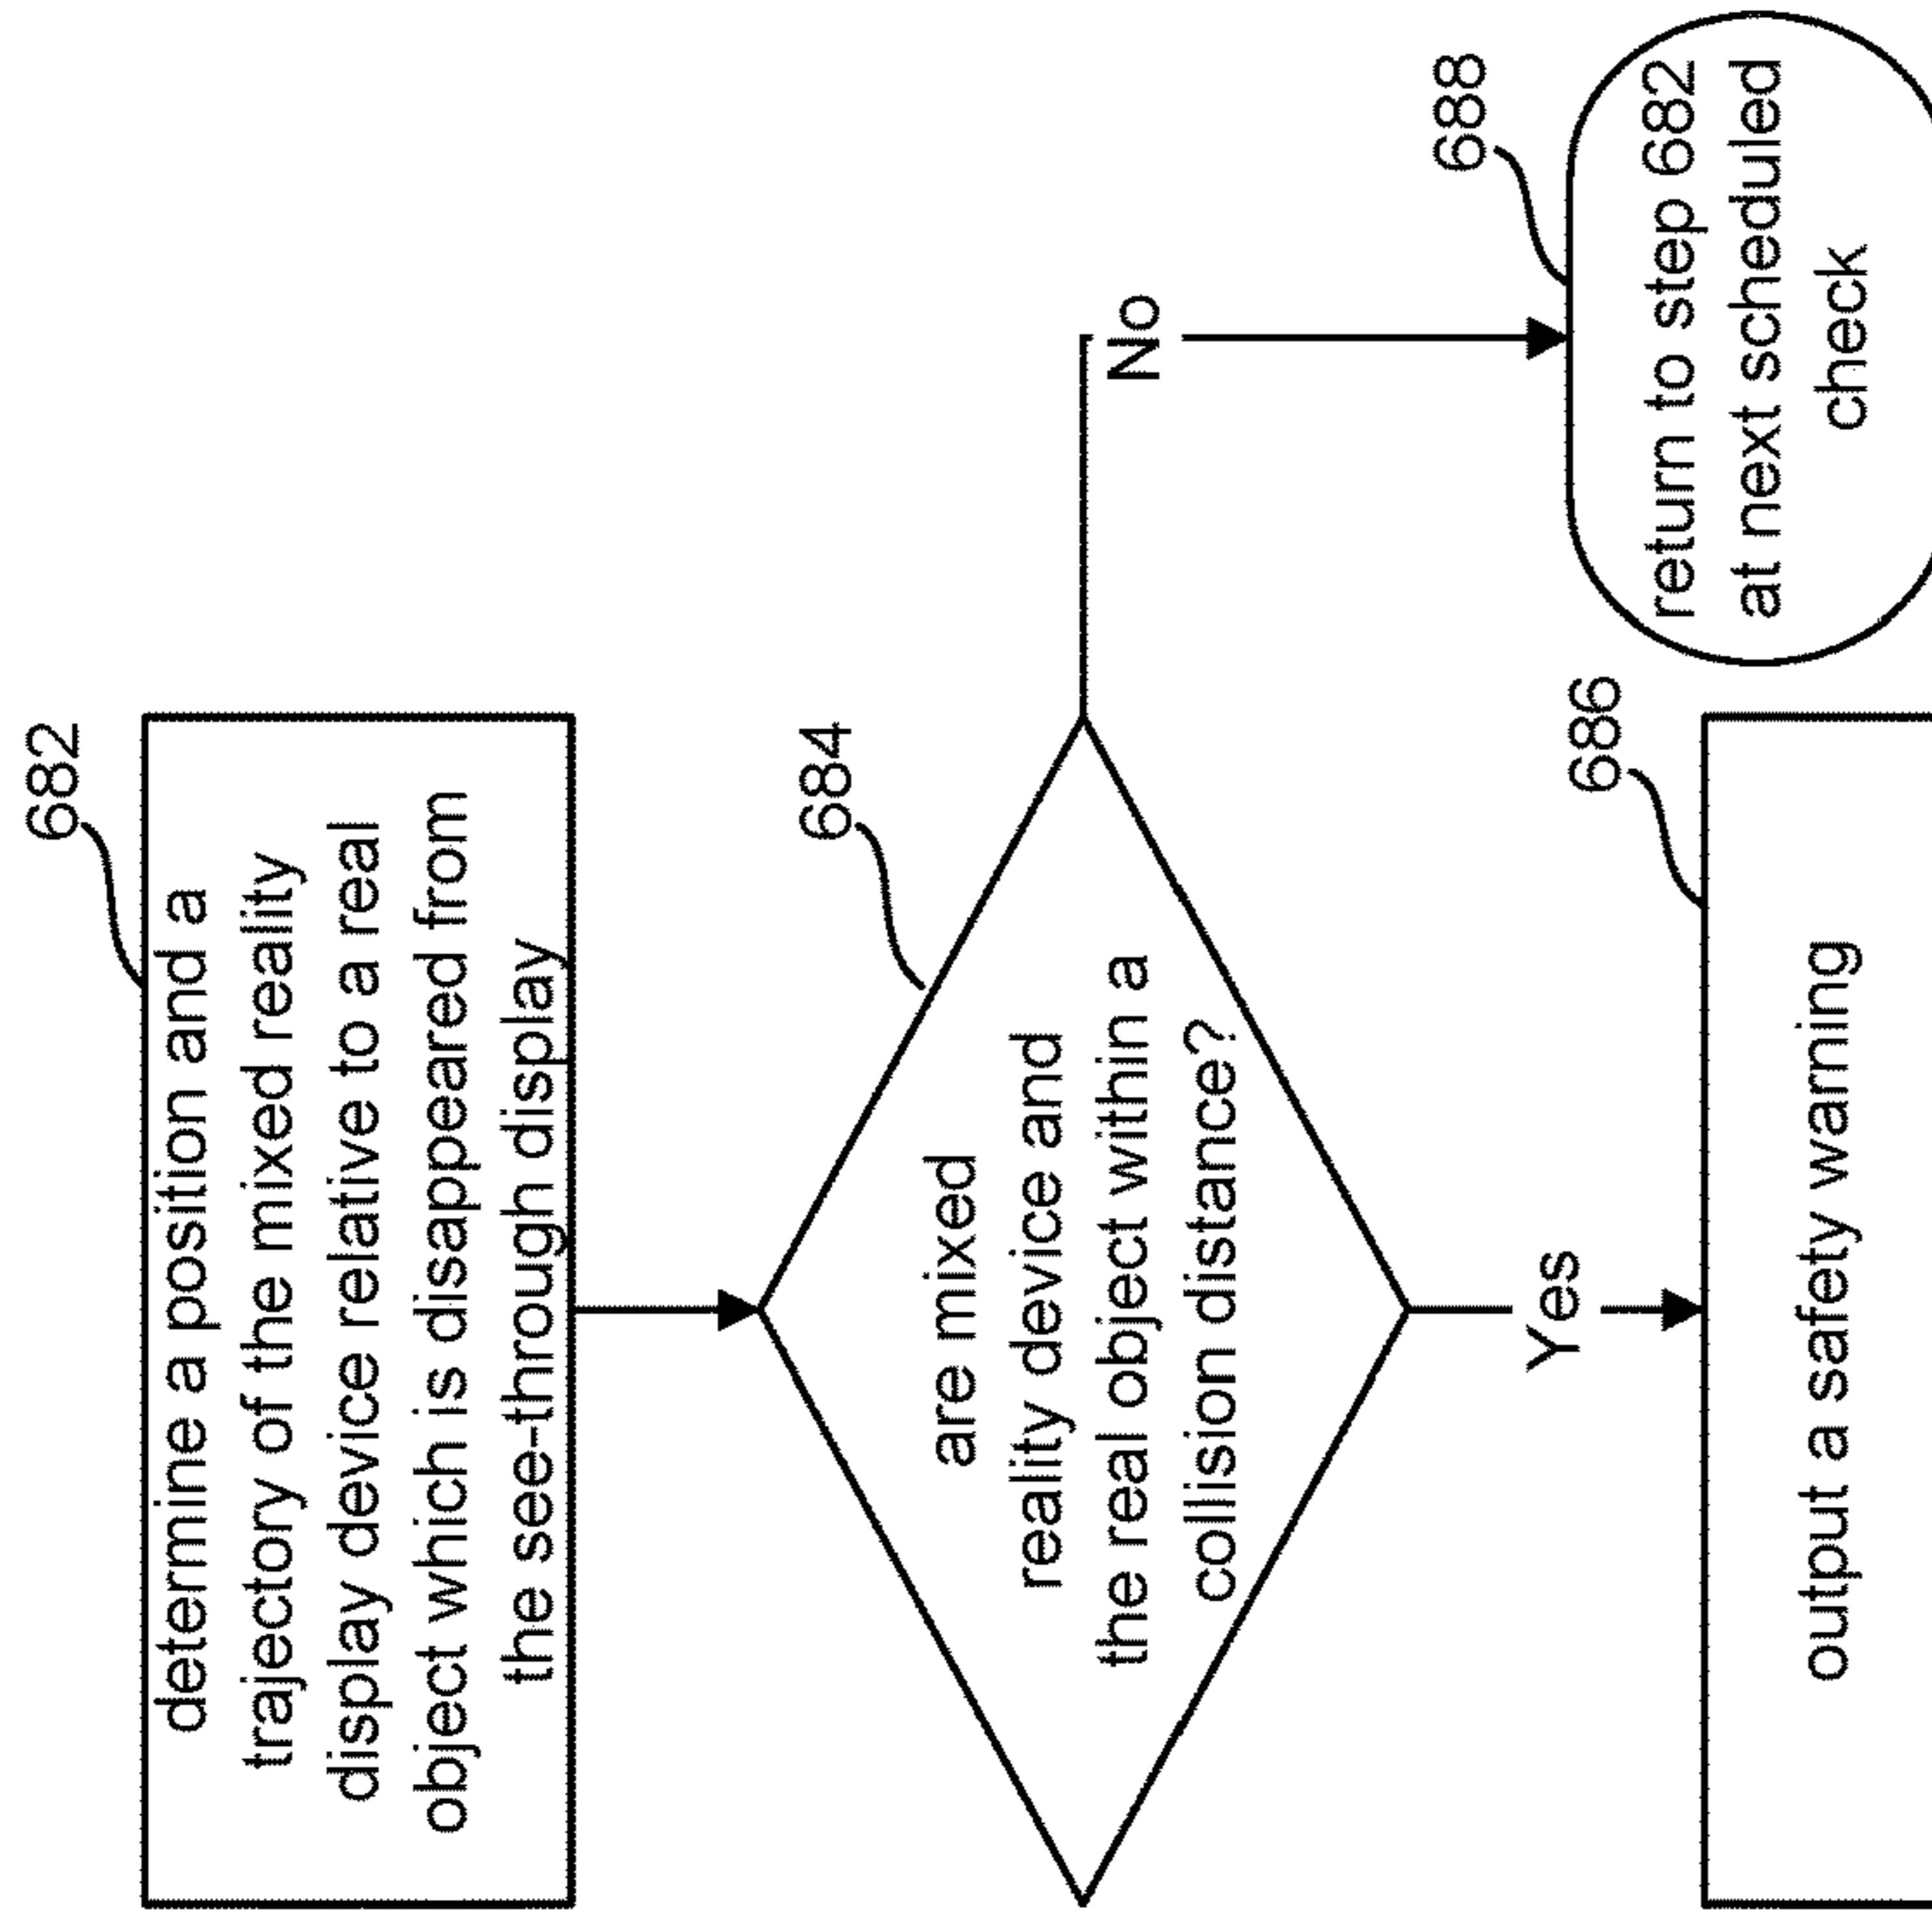 682
determine a position and a
trajectory of the mixed reality
display device relative to a real
object which is disappeared from
the see-through display
684
are mixed
reality device and
the real object within a
collision distance?
No
Yes
688
return to step 682
at next scheduled
check
686
output a safety warning